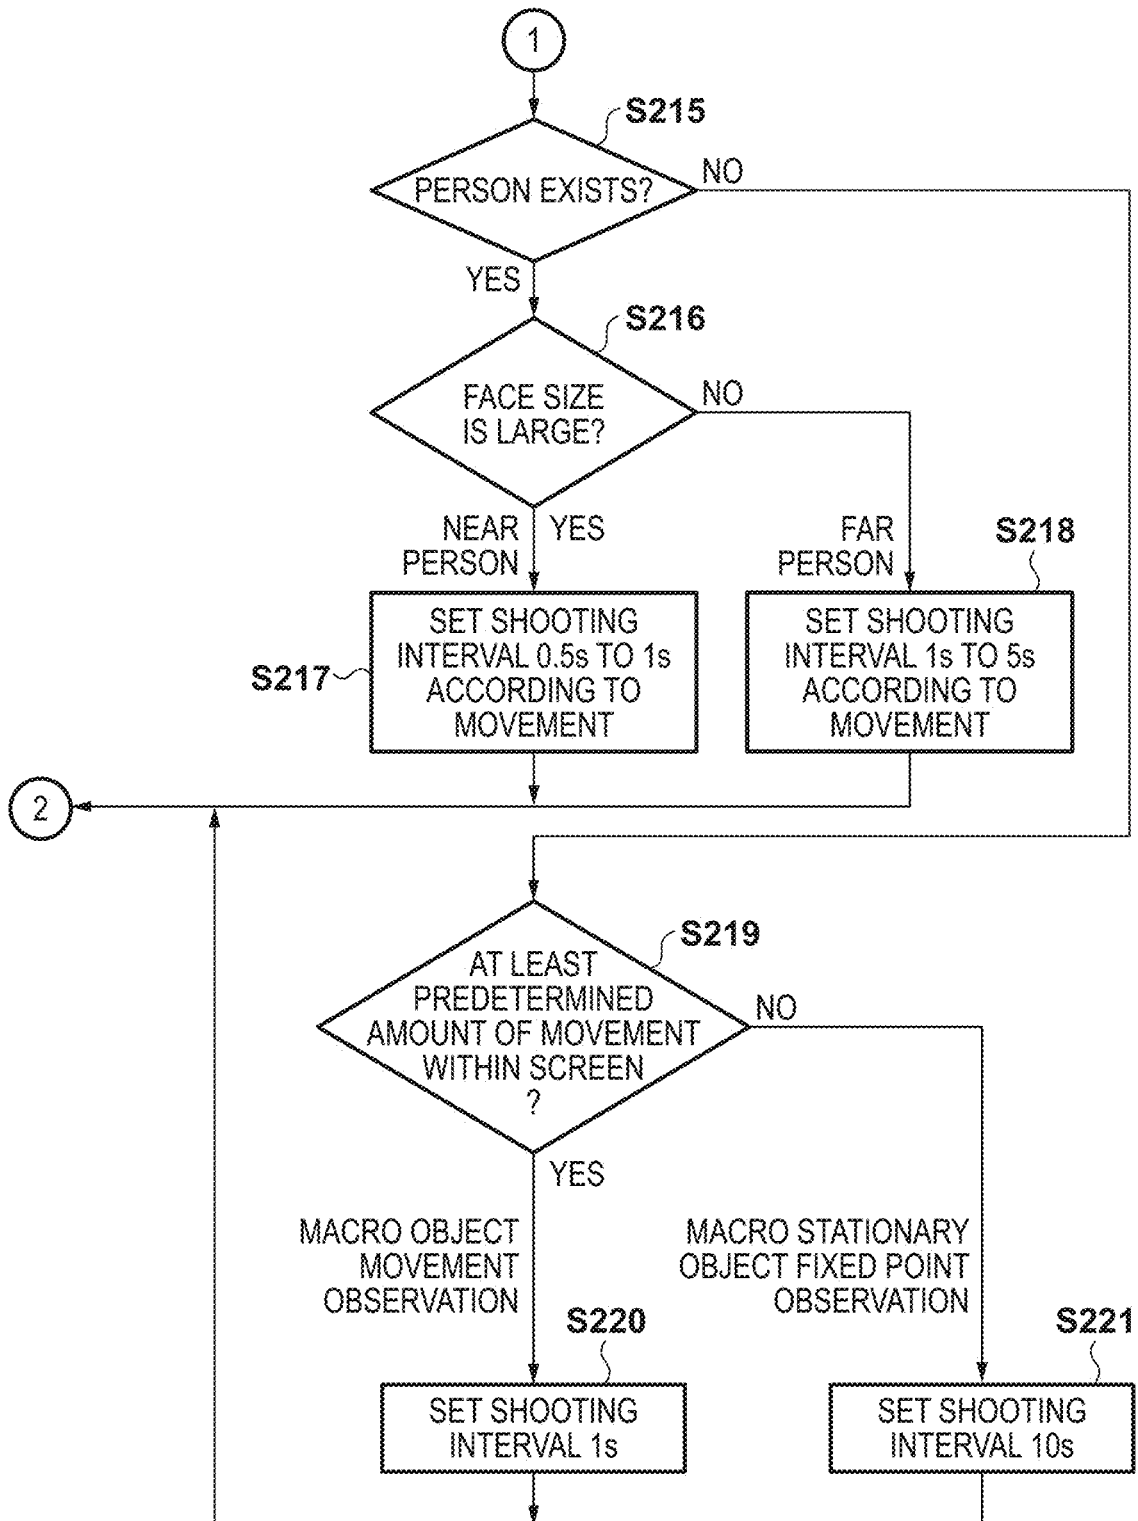 1
S215
PERSON EXISTS?
NO
YES
S216
FACE SIZE
IS LARGE?
NO
NEAR
PERSON
YES
FAR
PERSON
S218
SET SHOOTING
INTERVAL 0.5s TO 1s
ACCORDING TO
MOVEMENT
S217
SET SHOOTING
INTERVAL 1s TO 5s
ACCORDING TO
MOVEMENT
2
S219
AT LEAST
PREDETERMINED
AMOUNT OF MOVEMENT
WITHIN SCREEN
?
NO
YES
MACRO OBJECT
MOVEMENT
OBSERVATION
MACRO STATIONARY
OBJECT FIXED POINT
OBSERVATION
S220
SET SHOOTING
INTERVAL 1s
S221
SET SHOOTING
INTERVAL 10s